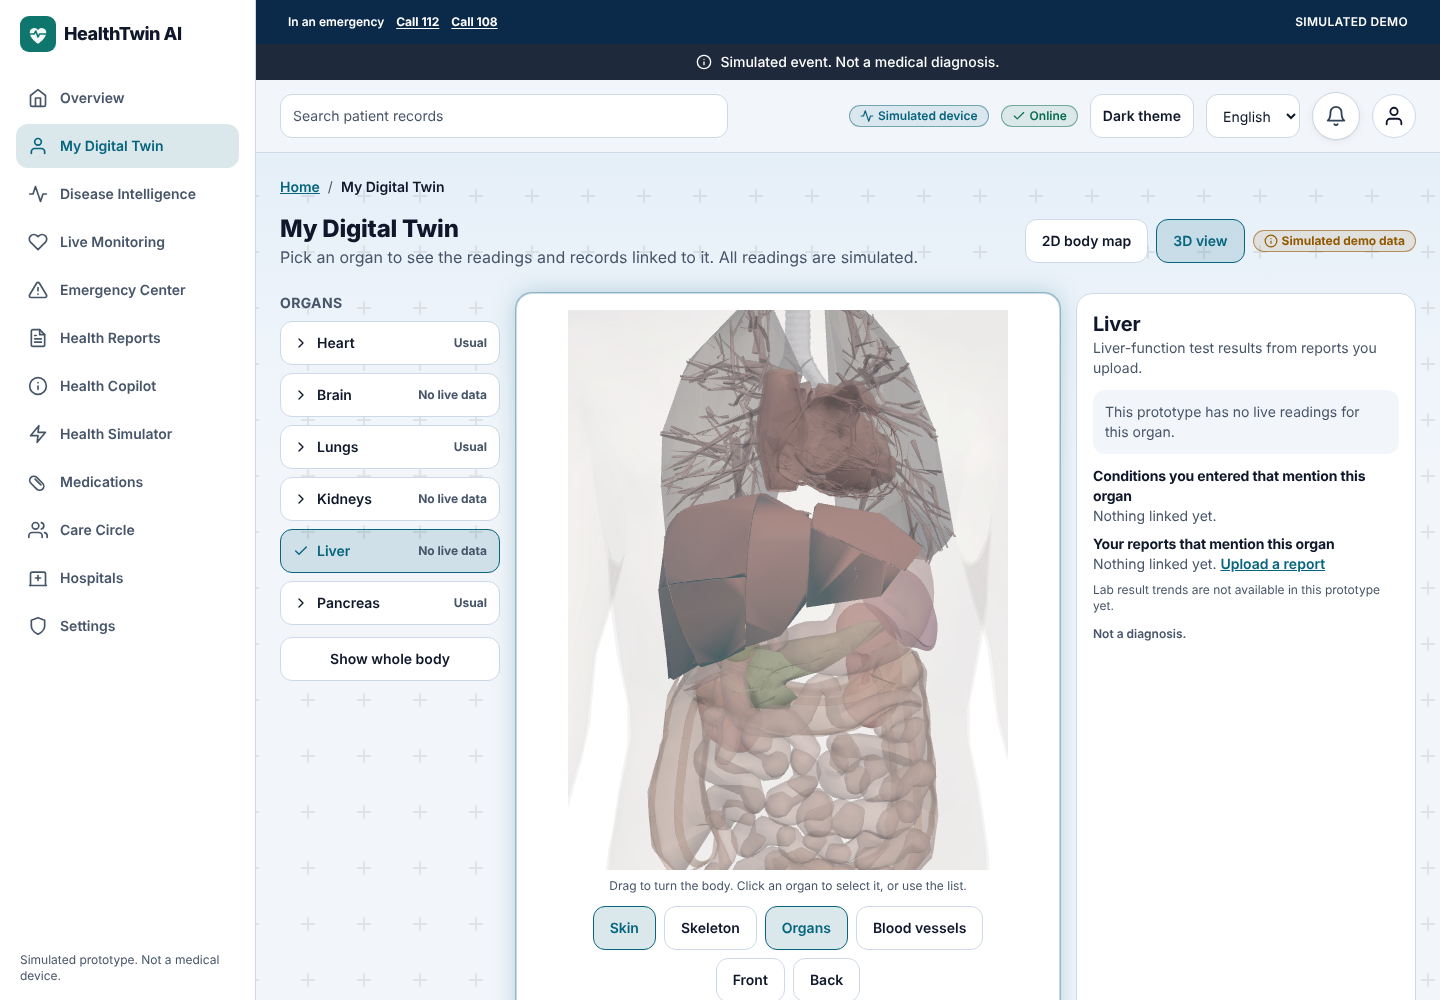 HealthTwin AI
Overview
My Digital Twin
Disease Intelligence
Live Monitoring
Emergency Center
Health Reports
Health Copilot
Health Simulator
Medications
Care Circle
Hospitals
Settings
Simulated prototype. Not a medical
device.
In an emergency Call 112 Call 108
SIMULATED DEMO
Simulated event. Not a medical diagnosis.
Search patient records
Simulated device
Online
Dark theme
English
Home / My Digital Twin
My Digital Twin
Pick an organ to see the readings and records linked to it. All readings are simulated.
2D body map
3D view
Simulated demo data
ORGANS
Heart Usual
Brain No live data
Lungs Usual
Kidneys No live data
Liver No live data
Pancreas Usual
Show whole body
Drag to turn the body. Click an organ to select it, or use the list.
Skin
Skeleton
Organs
Blood vessels
Front
Back
Liver
Liver-function test results from reports you
upload.
This prototype has no live readings for
this organ.
Conditions you entered that mention this
organ
Nothing linked yet.
Your reports that mention this organ
Nothing linked yet. Upload a report
Lab result trends are not available in this prototype
yet.
Not a diagnosis.